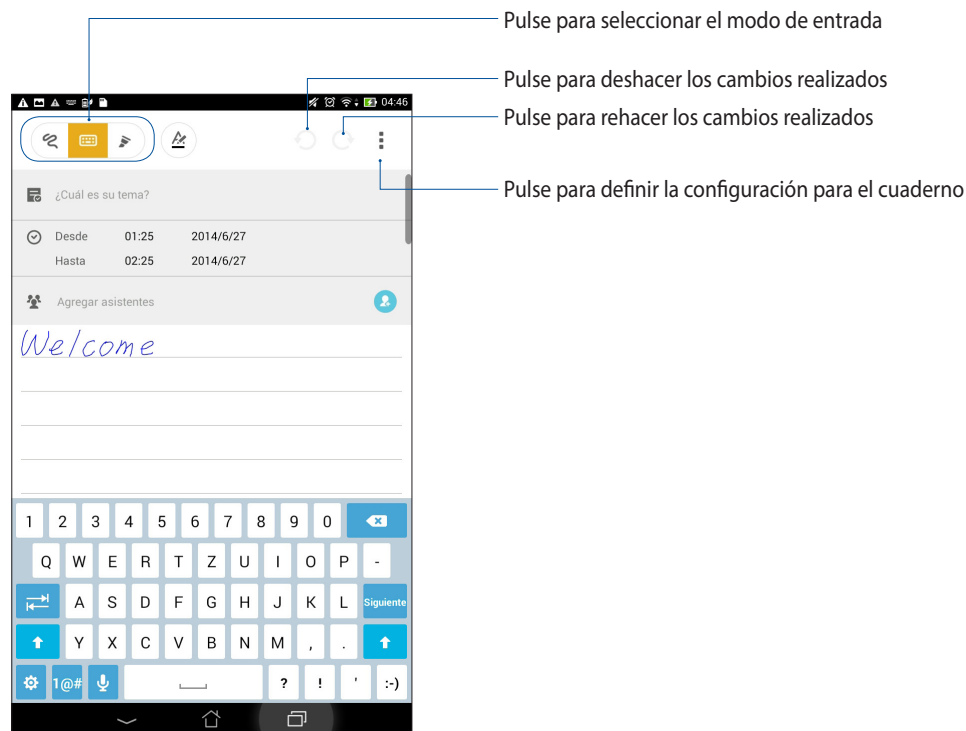 Pulse para seleccionar el modo de entrada
Pulse para deshacer los cambios realizados
04:46
Pulse para rehacer los cambios realizados
Pulse para definir la configuración para el cuaderno
¿Cuál es su tema?
Desde 01:25 2014/6/27
Hasta 02:25 2014/6/27
Agregar asistentes
Welcome
1 2 3 4 5 6 7 8 9 0
Q W E R T Z U I O P -
A S D F G H J K L Siguiente
Y X C V B N M , .
1@# ? ! ' :-)